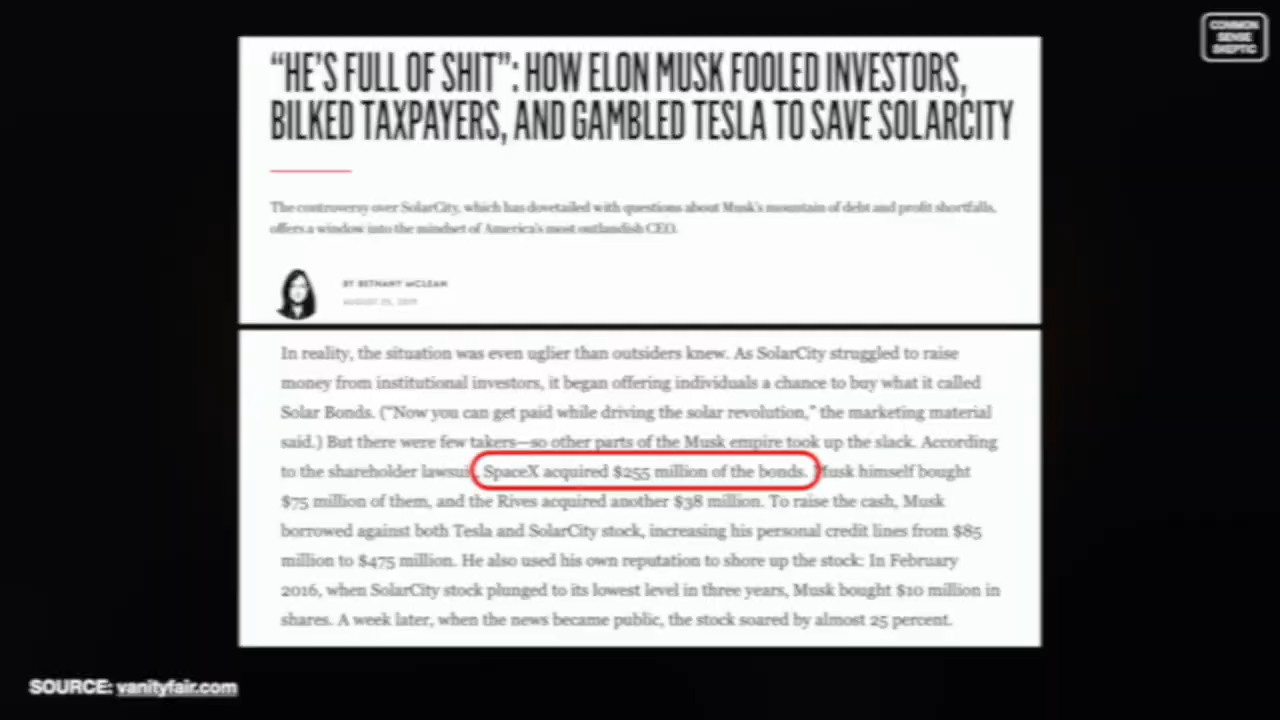 COMMON
SENSE
SKEPTIC
“HE’S FULL OF SHIT”: HOW ELON MUSK FOOLED INVESTORS,
BILKED TAXPAYERS, AND GAMBLED TESLA TO SAVE SOLARCITY
The controversy over SolarCity, which has dovetailed with questions about Musk’s mountain of debt and profit shortfalls,
offers a window into the mindset of America’s most outlandish CEO.
BY BETHANY MCLEAN
AUGUST 25, 2019
In reality, the situation was even uglier than outsiders knew. As SolarCity struggled to raise
money from institutional investors, it began offering individuals a chance to buy what it called
Solar Bonds. (“Now you can get paid while driving the solar revolution,” the marketing material
said.) But there were few takers—so other parts of the Musk empire took up the slack. According
to the shareholder lawsuit, SpaceX acquired $255 million of the bonds. Musk himself bought
$75 million of them, and the Rives acquired another $38 million. To raise the cash, Musk
borrowed against both Tesla and SolarCity stock, increasing his personal credit lines from $85
million to $475 million. He also used his own reputation to shore up the stock: In February
2016, when SolarCity stock plunged to its lowest level in three years, Musk bought $10 million in
shares. A week later, when the news became public, the stock soared by almost 25 percent.
SOURCE: vanityfair.com